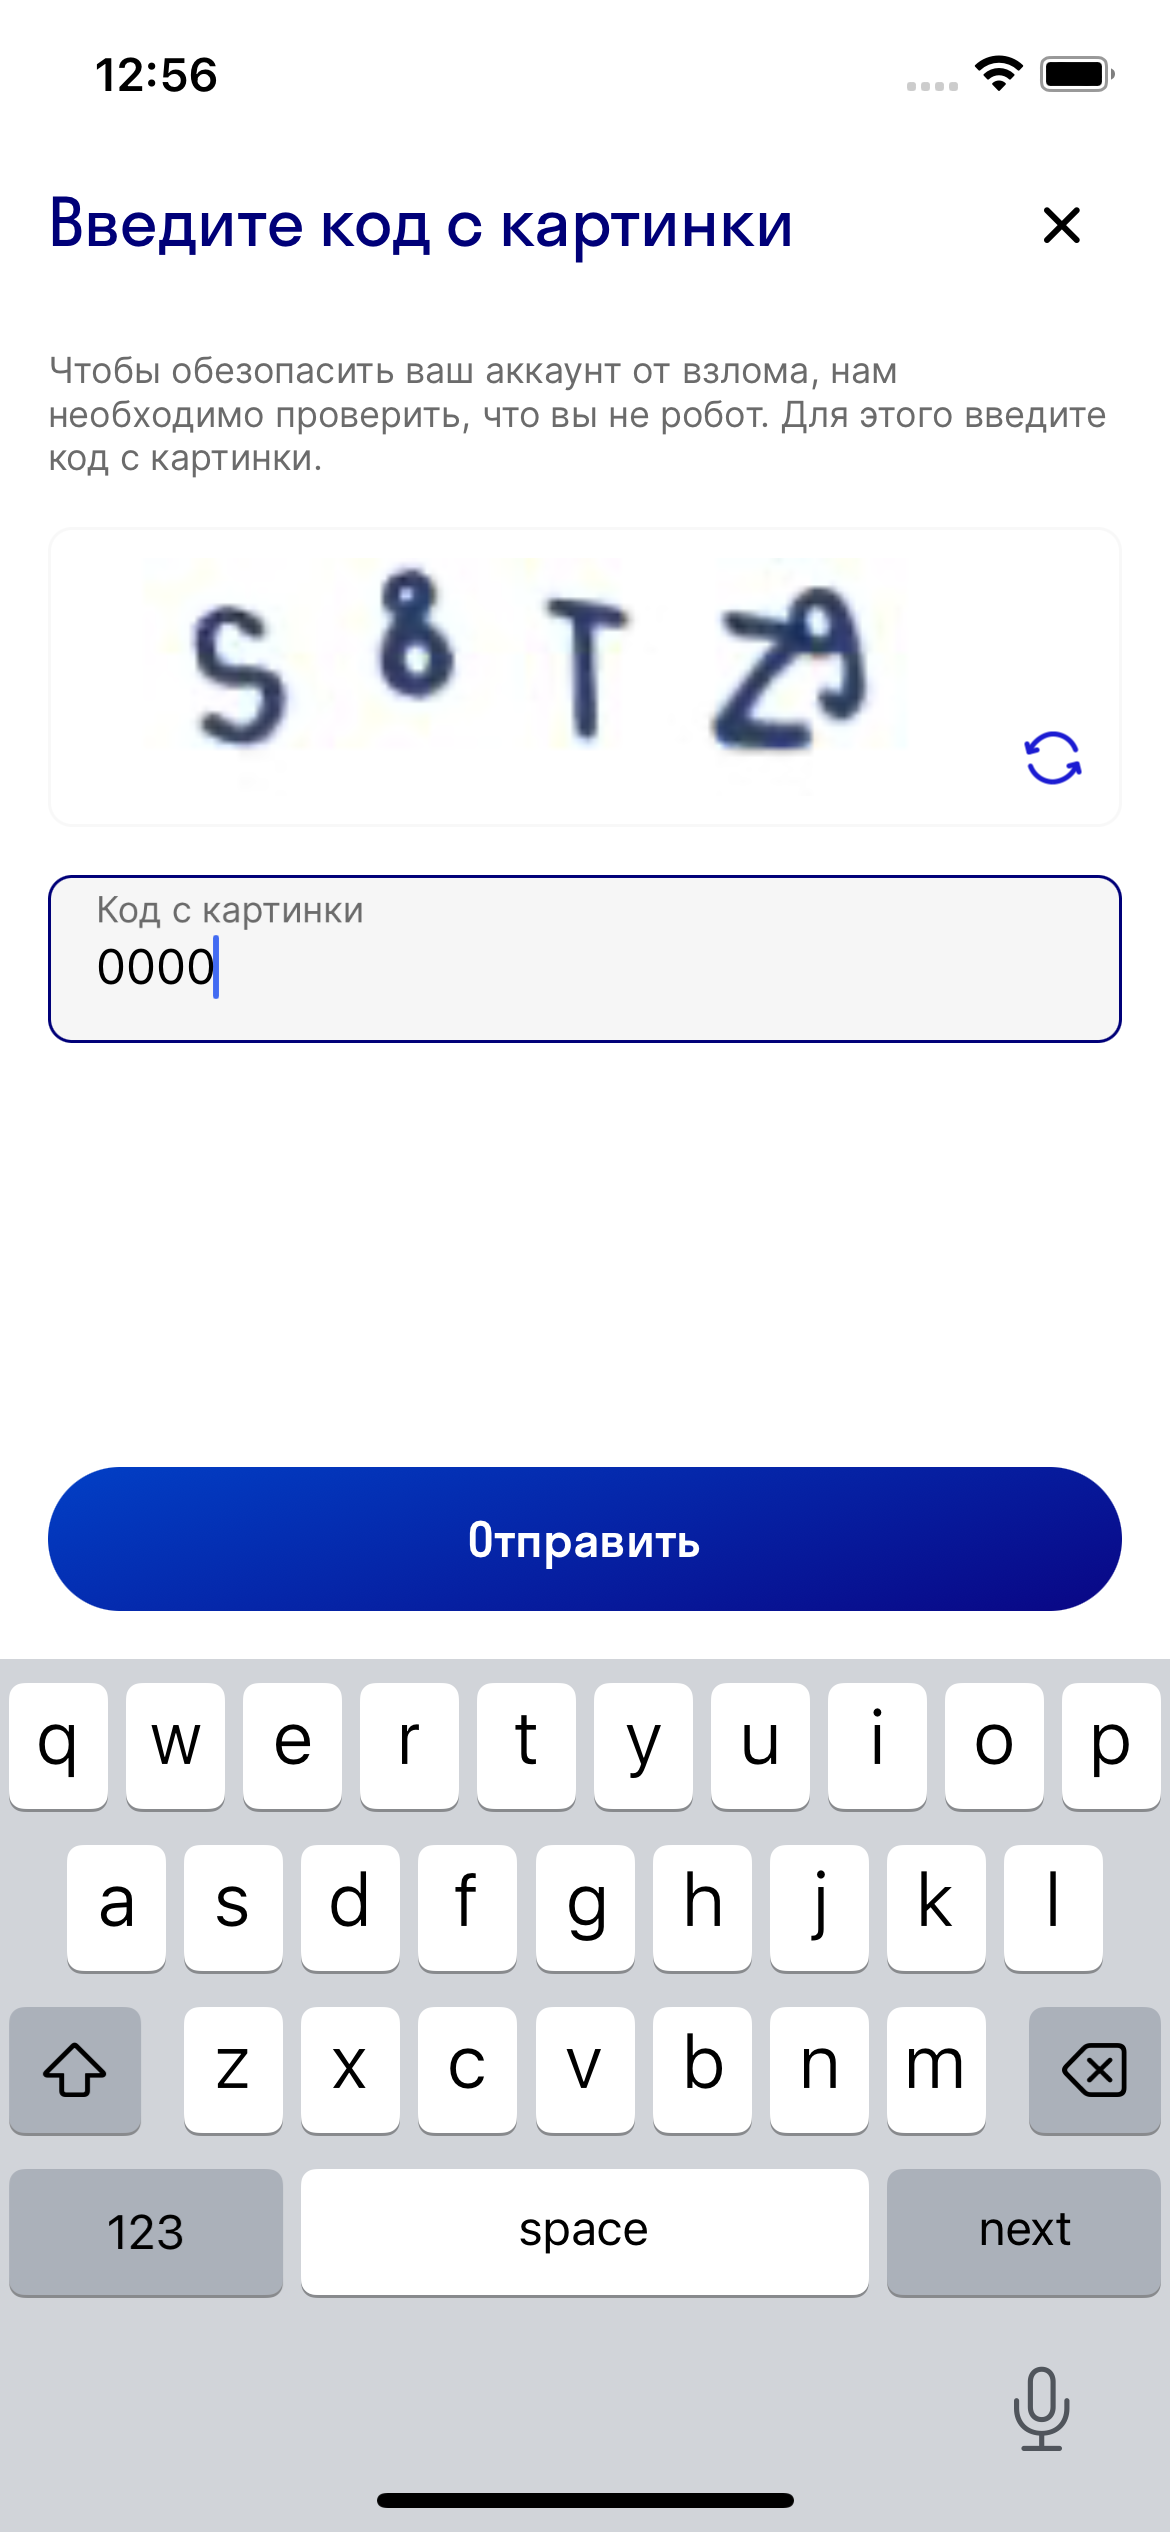 12:56
Введите код с картинки
Чтобы обезопасить ваш аккаунт от взлома, нам
необходимо проверить, что вы не робот. Для этого введите
код с картинки.
S 8 T Z9
Код с картинки
0000
Отправить
q w e r t y u i o p
a s d f g h j k l
z x c v b n m
123 space next